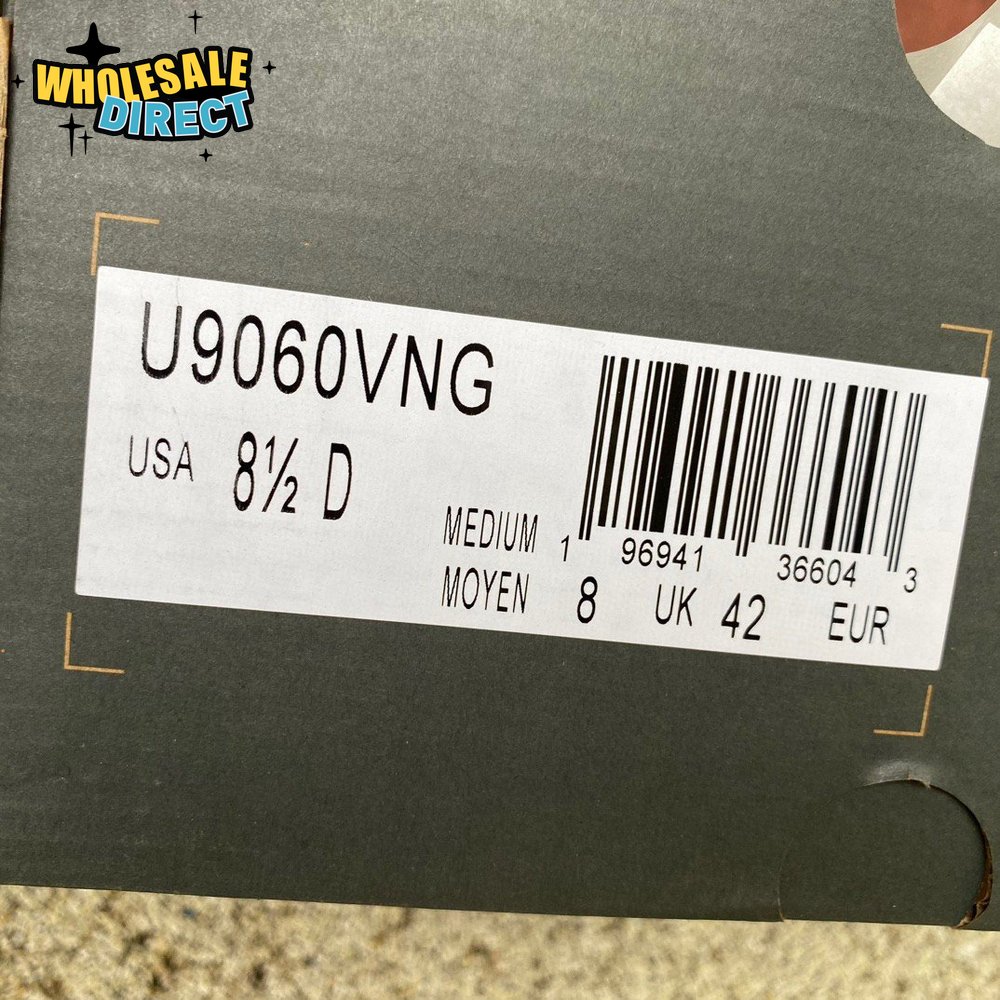 WHOLESALE
DIRECT
U9060VNG
USA 8½ D
MEDIUM 1 96941 36604 3
MOYEN 8 UK 42 EUR